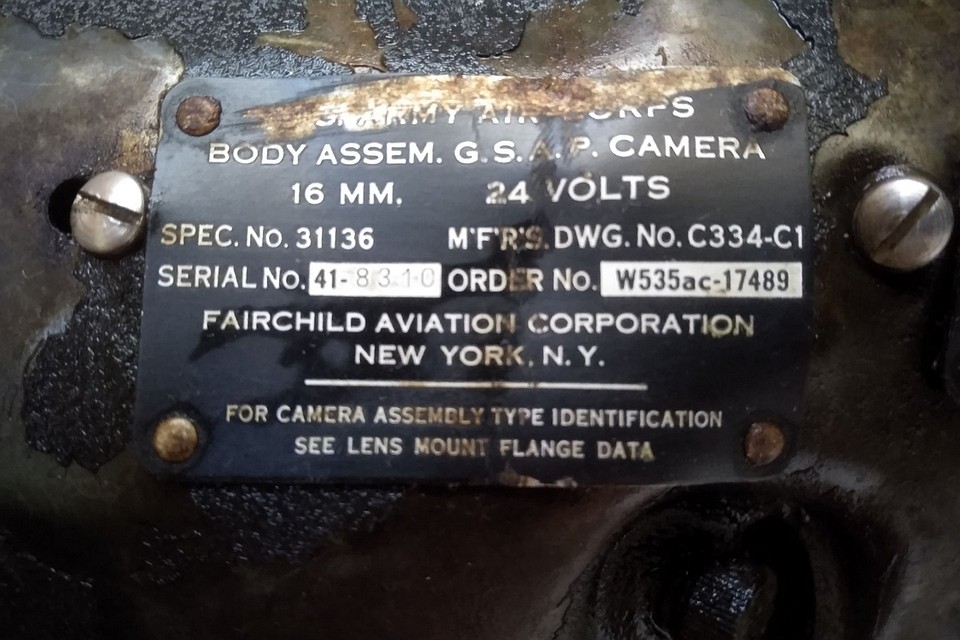 ARMY AIR CORPS
BODY ASSEM. G.S.A.P. CAMERA
16 MM. 24 VOLTS
SPEC. No. 31136 M'F'R'S. DWG. No. C334-C1
SERIAL No. 41-8310 ORDER No. W535ac-17489
FAIRCHILD AVIATION CORPORATION
NEW YORK, N.Y.
FOR CAMERA ASSEMBLY TYPE IDENTIFICATION
SEE LENS MOUNT FLANGE DATA